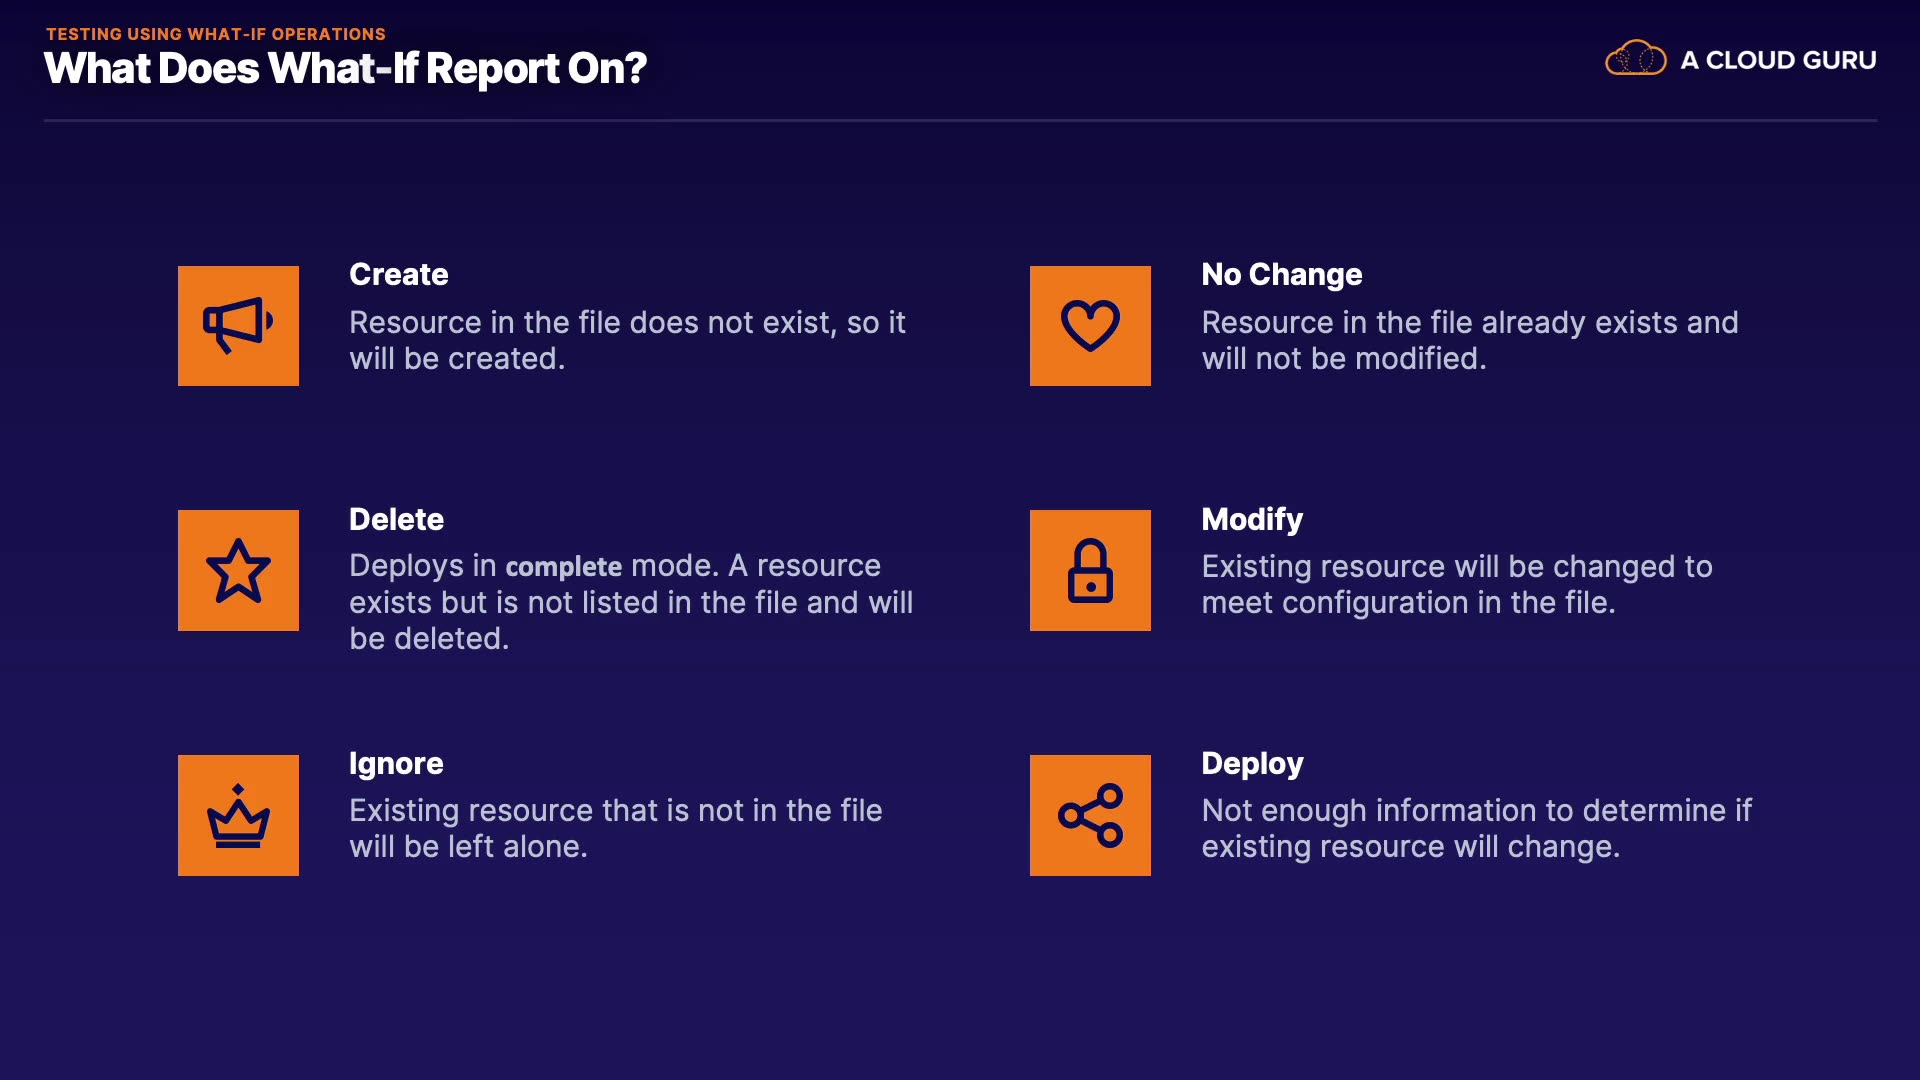 TESTING USING WHAT-IF OPERATIONS
What Does What-If Report On?
A CLOUD GURU
Create
Resource in the file does not exist, so it
will be created.
No Change
Resource in the file already exists and
will not be modified.
Delete
Deploys in complete mode. A resource
exists but is not listed in the file and will
be deleted.
Modify
Existing resource will be changed to
meet configuration in the file.
Ignore
Existing resource that is not in the file
will be left alone.
Deploy
Not enough information to determine if
existing resource will change.